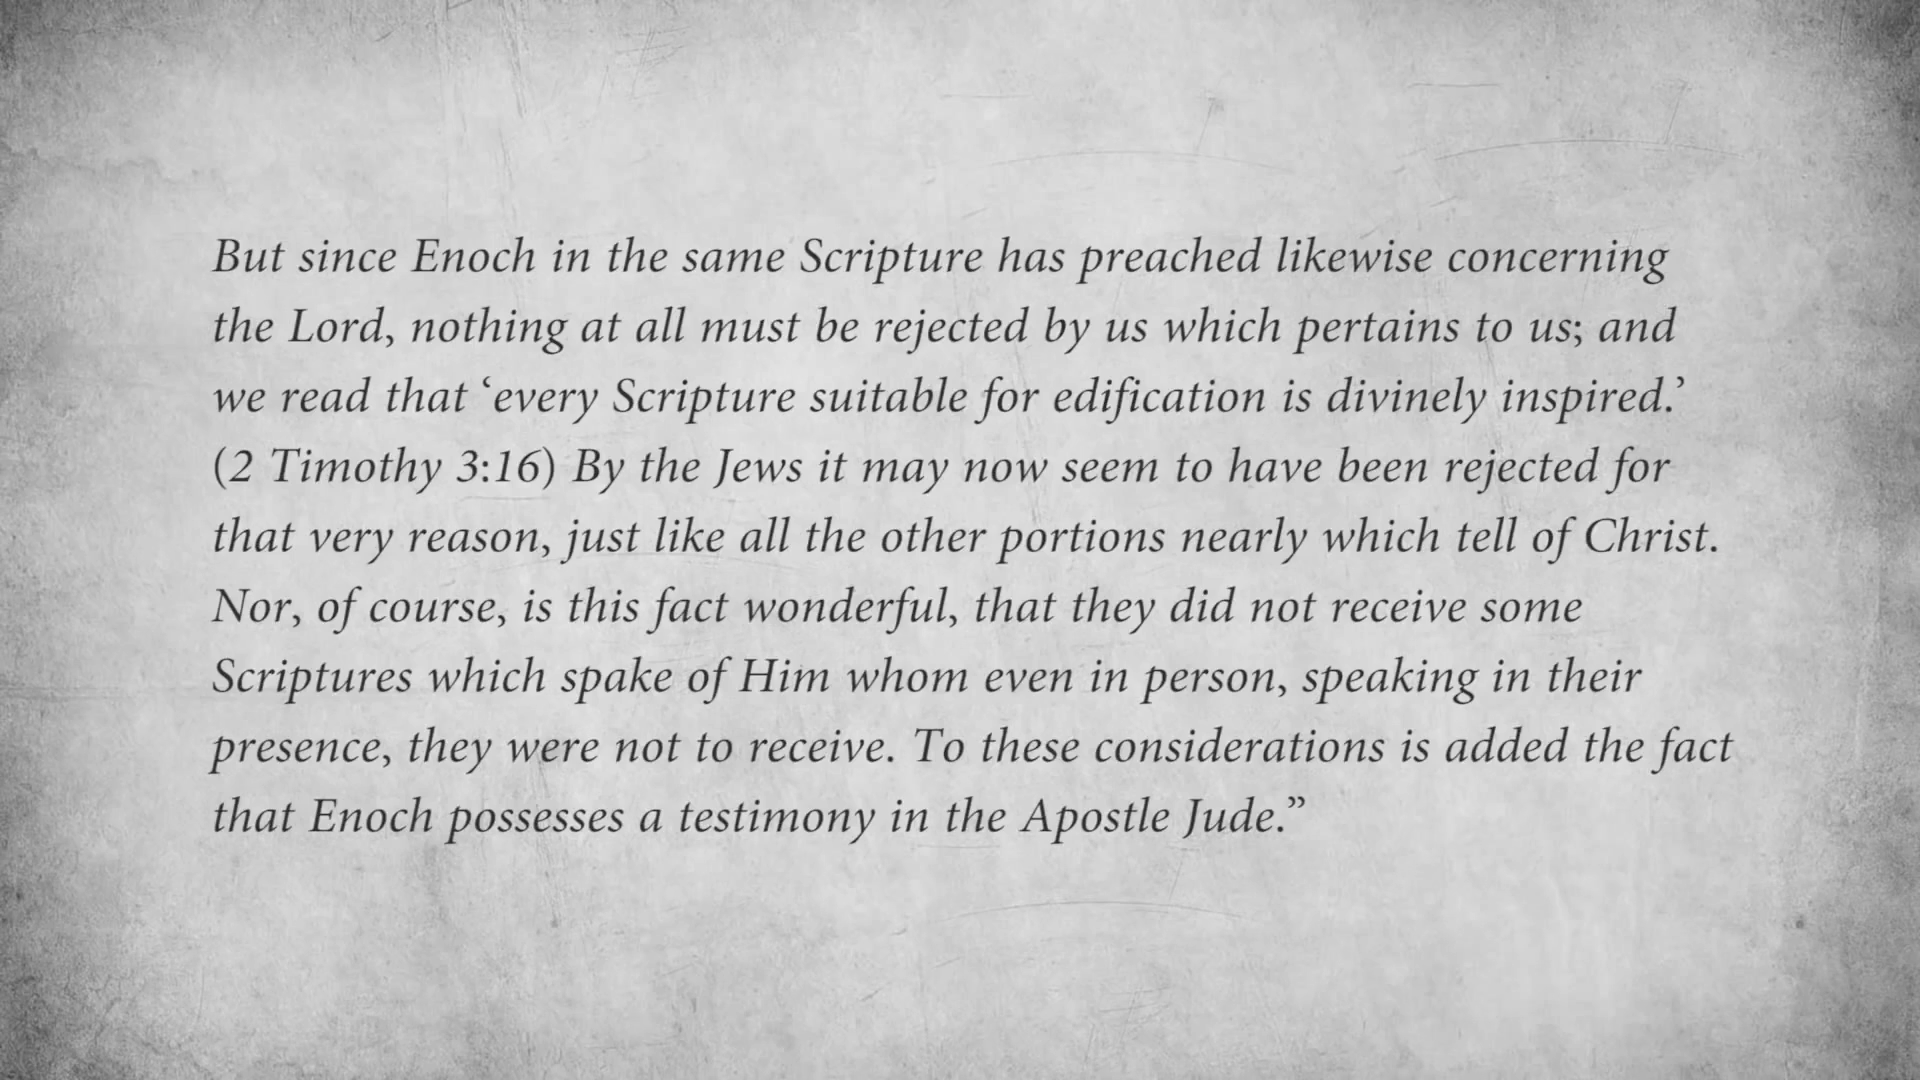 But since Enoch in the same Scripture has preached likewise concerning
the Lord, nothing at all must be rejected by us which pertains to us; and
we read that ‘every Scripture suitable for edification is divinely inspired.’
(2 Timothy 3:16) By the Jews it may now seem to have been rejected for
that very reason, just like all the other portions nearly which tell of Christ.
Nor, of course, is this fact wonderful, that they did not receive some
Scriptures which spake of Him whom even in person, speaking in their
presence, they were not to receive. To these considerations is added the fact
that Enoch possesses a testimony in the Apostle Jude.”